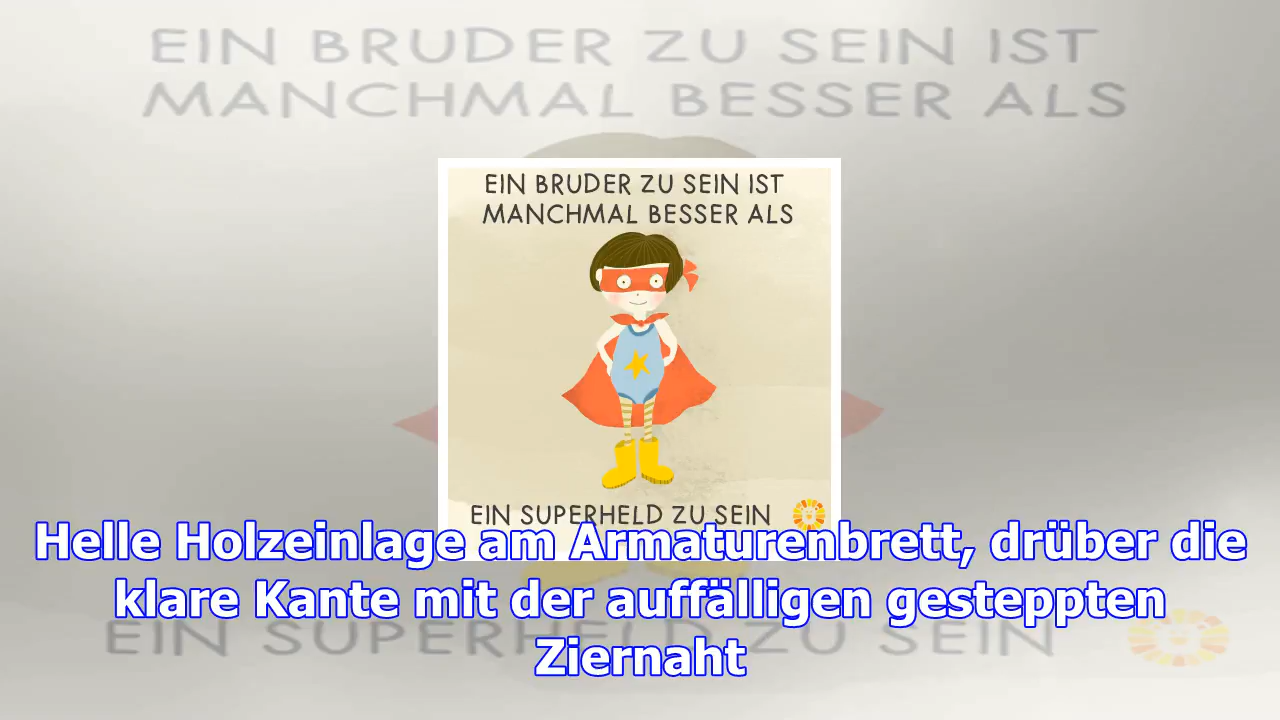 EIN BRUDER ZU SEIN IST
MANCHMAL BESSER ALS
EIN BRUDER ZU SEIN IST
MANCHMAL BESSER ALS
EIN SUPERHELD ZU SEIN
Helle Holzeinlage am Armaturenbrett, drüber die
klare Kante mit der auffälligen gesteppten
Ziernaht
EIN SUPERHELD ZU SEIN